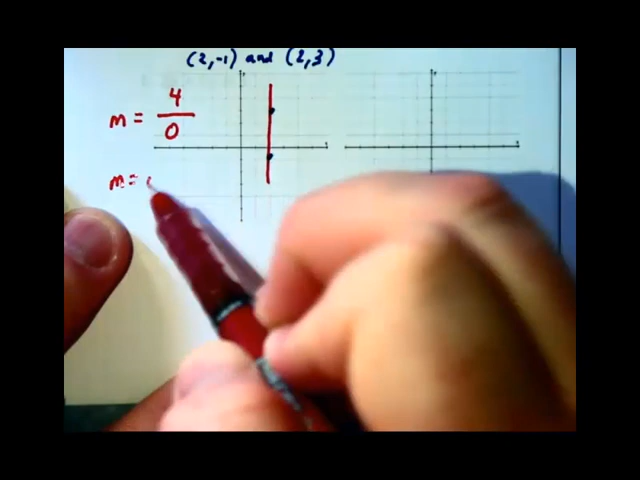 (2,-1) and (2,3)
m = 4/0
m =